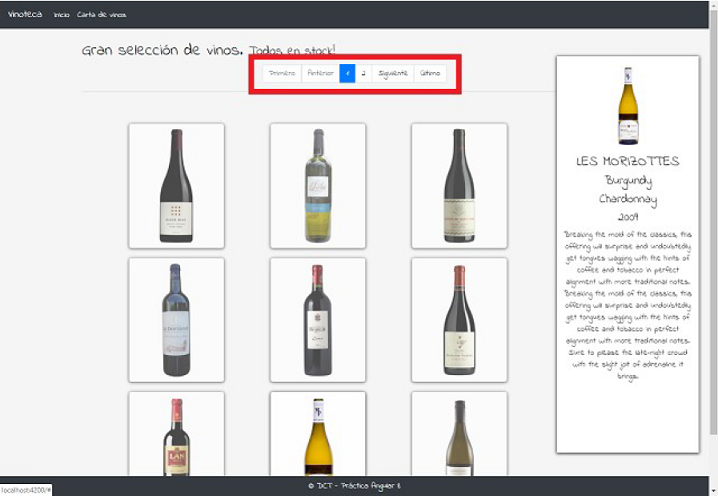 Vinoteca Inicio Carta de vinos
Gran selección de vinos. Todos en stock!
Primero Anterior 1 2 Siguiente Último
LES MORIZOTTES
Burgundy
Chardonnay
2009
Breaking the mold of the classics, this
offering will surprise and undoubtedly
get tongues wagging with the hints of
coffee and tobacco in perfect
alignment with more traditional notes.
Breaking the mold of the classics, this
offering will surprise and undoubtedly
get tongues wagging with the hints of
coffee and tobacco in perfect
alignment with more traditional notes.
Sure to please the late-night crowd
with the slight jolt of adrenaline it
brings.
LAN
localhost:4200/#
© DCT - Práctica Angular 8